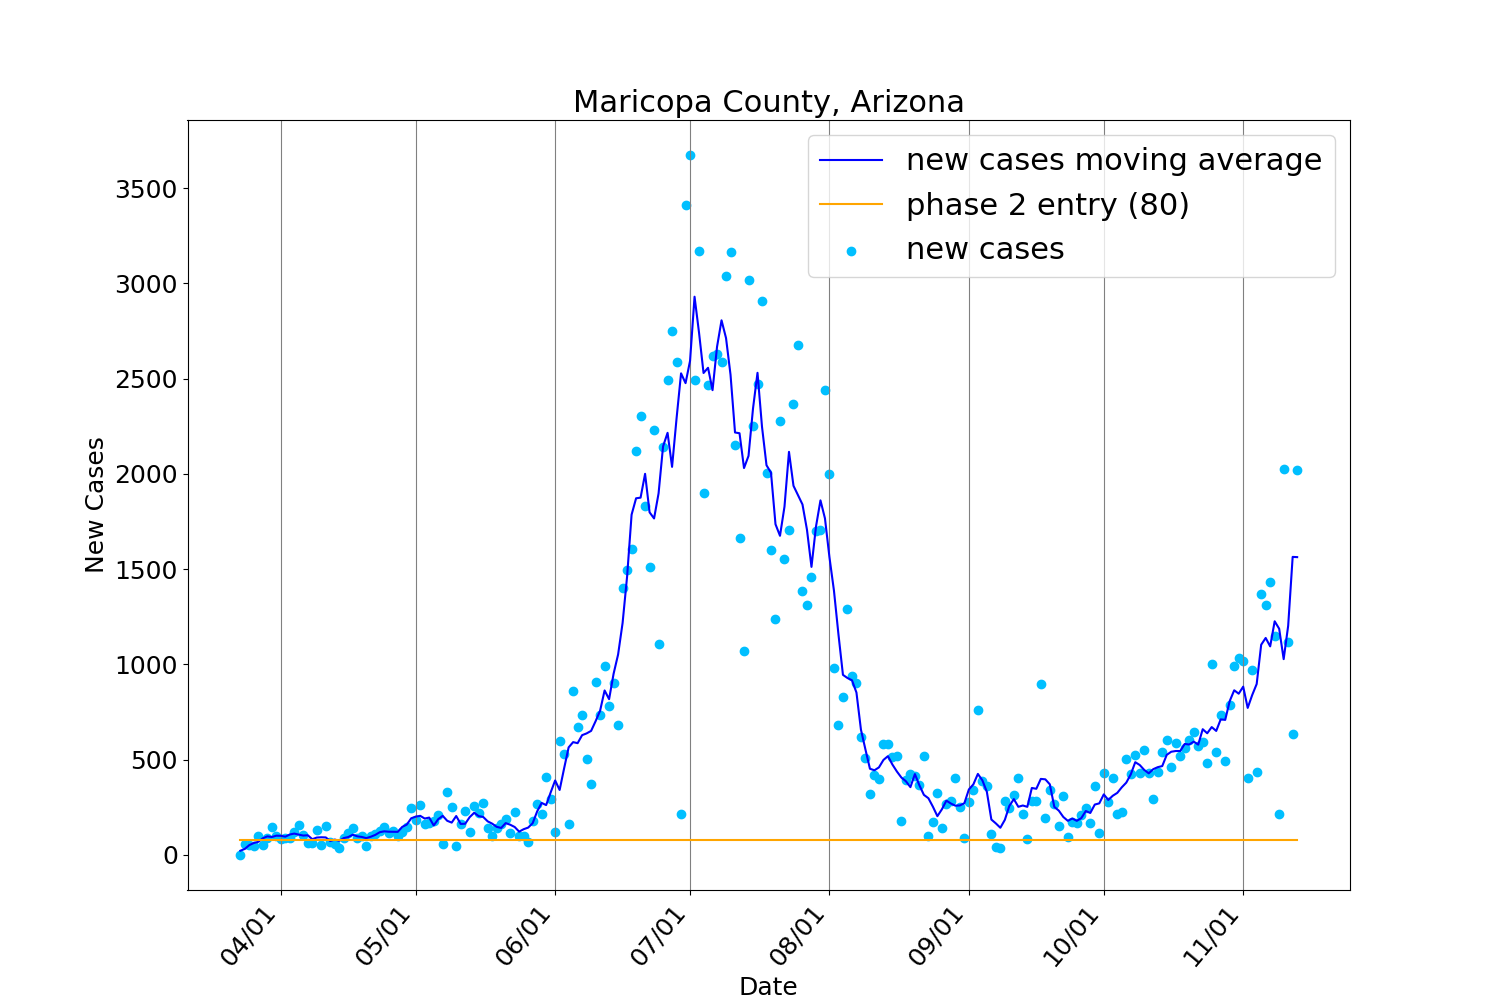 Maricopa County, Arizona
new cases moving average
phase 2 entry (80)
new cases
3500
3000
2500
2000
1500
1000
500
0
New Cases
04/01
05/01
06/01
07/01
08/01
09/01
10/01
11/01
Date